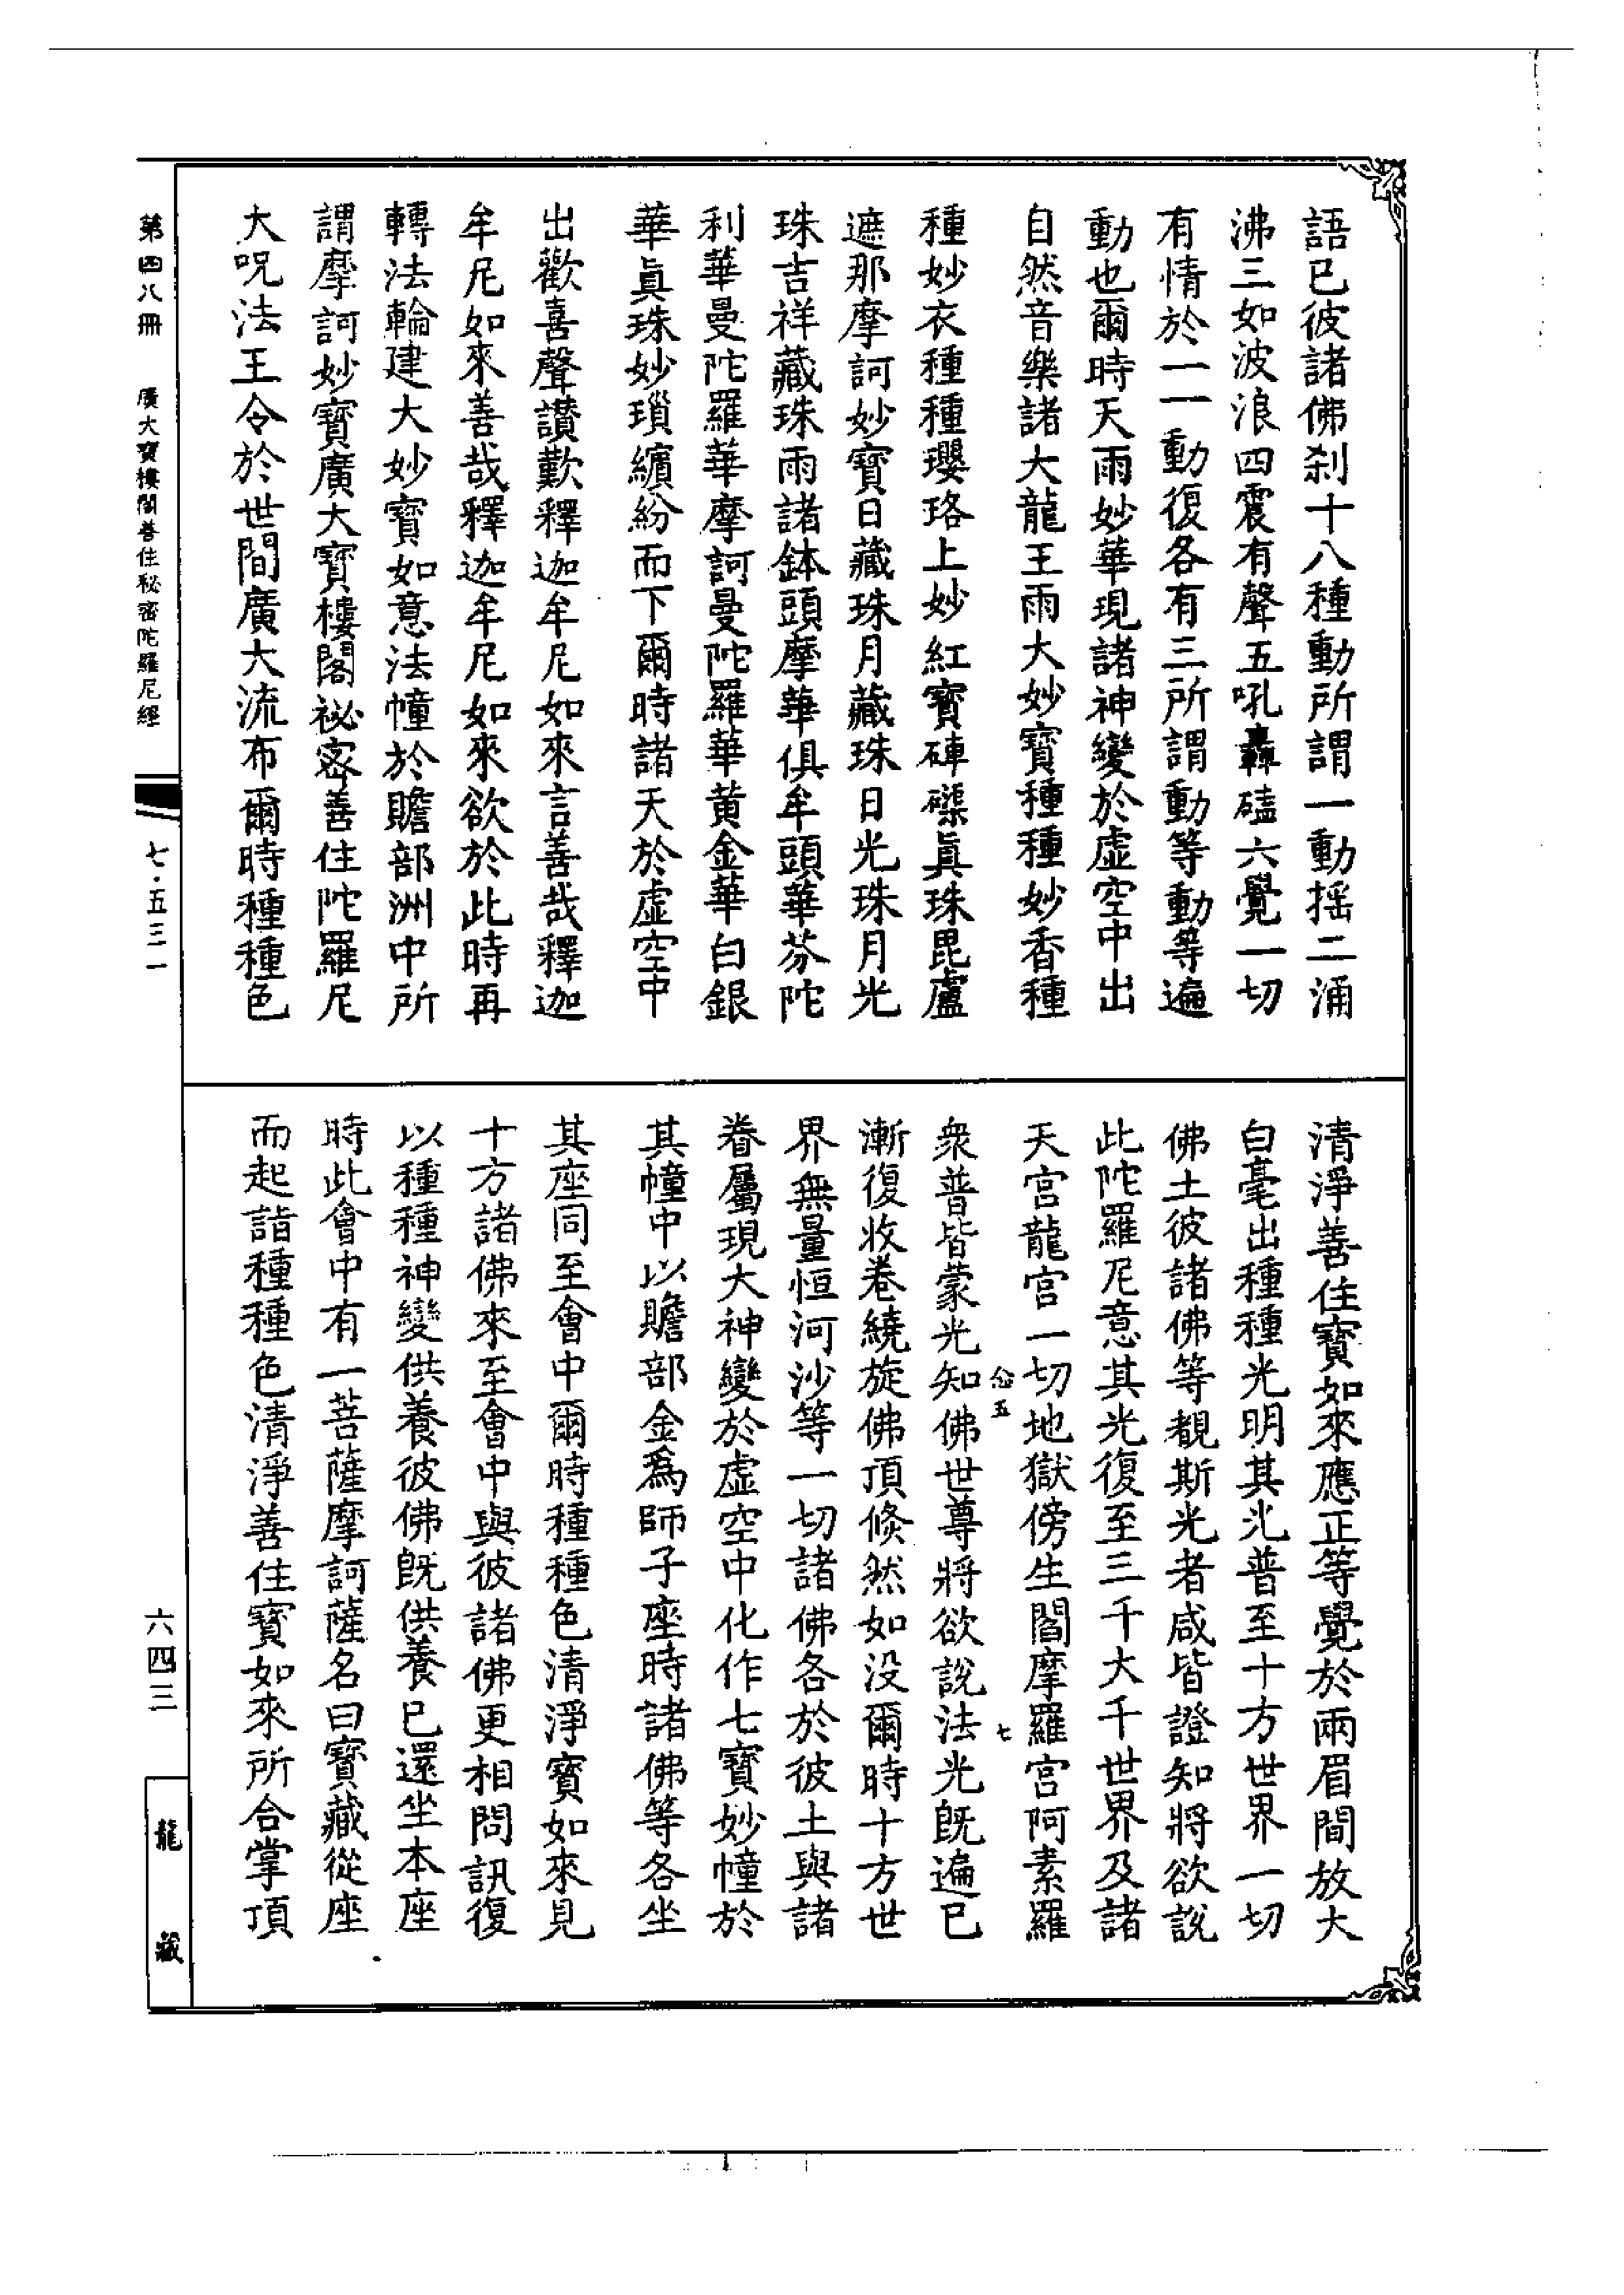 語已彼諸佛刹十八種動所謂一動揺二涌
沸三如波浪四震有聲五吼轟磕六覺一切
有情於一一動復各有三所謂動等動等遍
動也爾時天雨妙華現諸神變於虛空中出
自然音樂諸大龍王雨大妙寶種種妙香種
種妙衣種種瓔珞上妙紅寶硨磲眞珠毘盧
遮那摩訶妙寶日藏珠月藏珠日光珠月光
珠吉祥藏珠雨諸鉢頭摩華俱牟頭華芬陀
利華曼陀羅華摩訶曼陀羅華黃金華白銀
華眞珠妙瑣繽紛而下爾時諸天於虛空中
出歡喜聲讚歎釋迦牟尼如來言善哉釋迦
牟尼如來善哉釋迦牟尼如來欲於此時再
轉法輪建大妙寶如意法幢於贍部洲中所
謂摩訶妙寶廣大寶樓閣祕密善住陀羅尼
大呪法王令於世間廣大流布爾時種種色
清淨善住寶如來應正等覺於兩眉間放大
白毫出種種光明其光普至十方世界一切
佛土彼諸佛等覩斯光者咸皆證知將欲說
此陀羅尼意其光復至三千大千世界及諸
天宮龍宮一切地獄傍生閻摩羅宮阿素羅
五 七
衆普皆蒙光知佛世尊將欲說法光既遍已
漸復收卷繞旋佛頂倐然如没爾時十方世
界無量恒河沙等一切諸佛各於彼土與諸
眷屬現大神變於虛空中化作七寶妙幢於
其幢中以贍部金爲師子座時諸佛等各坐
其座同至會中爾時種種色清淨寶如來見
十方諸佛來至會中與彼諸佛更相問訊復
以種種神變供養彼佛既供養已還坐本座
時此會中有一菩薩摩訶薩名曰寶藏從座
而起詣種種色清淨善住寶如來所合掌頂
第四八冊 廣大寶樓閣善住秘密陀羅尼經 七·五三一 六四三 龍藏